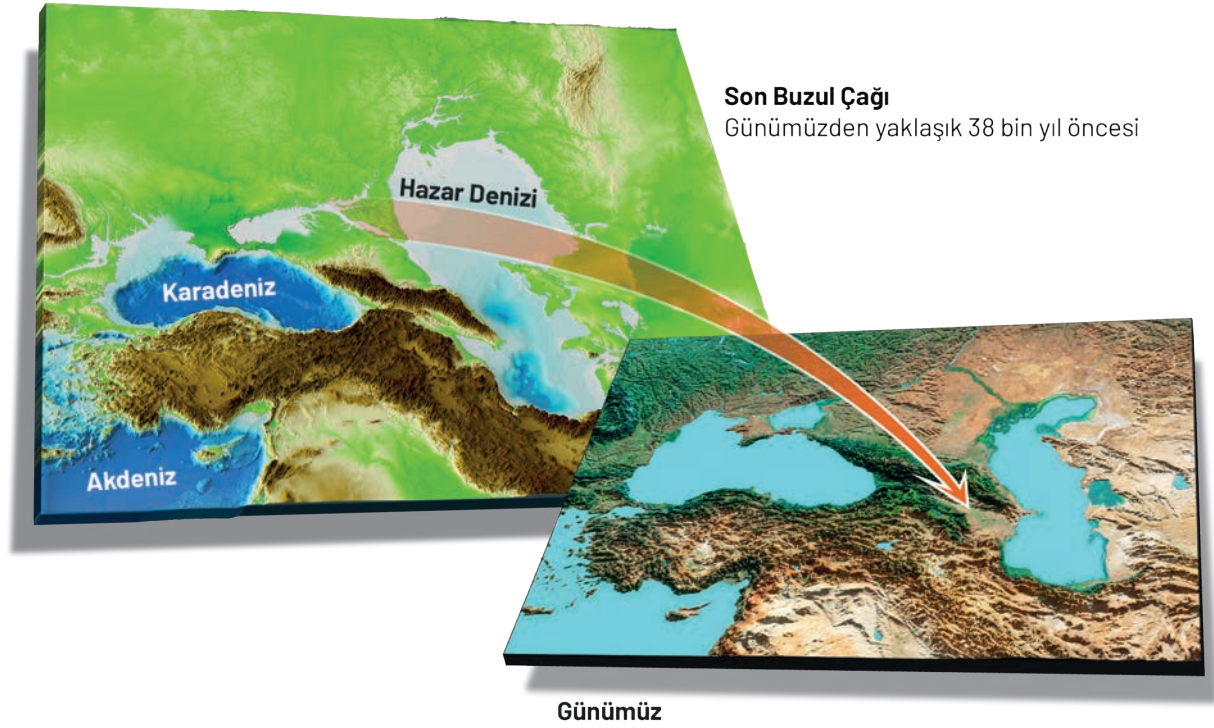 Son Buzul Çağı
Günümüzden yaklaşık 38 bin yıl öncesi
Hazar Denizi
Karadeniz
Akdeniz
Günümüz